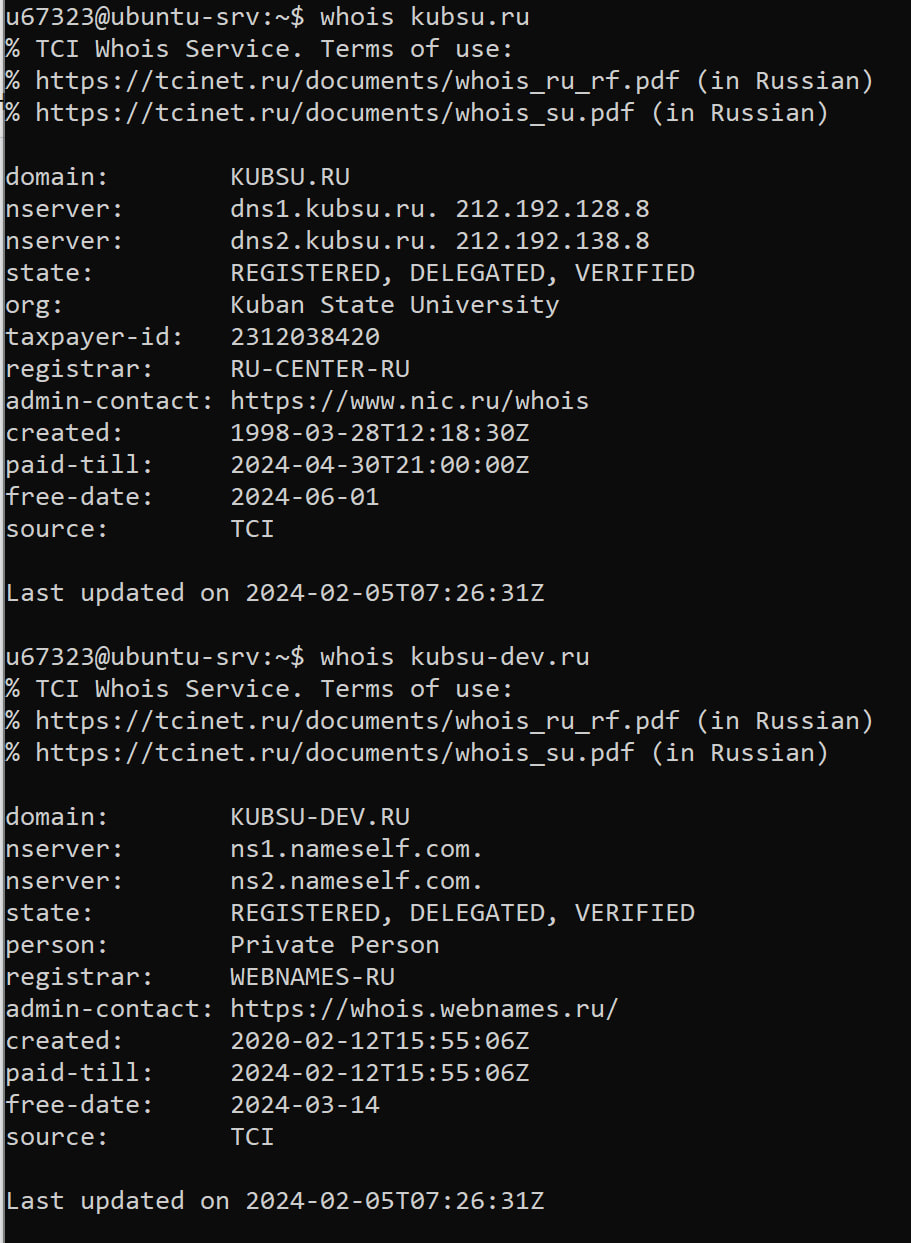 u67323@ubuntu-srv:~$ whois kubsu.ru
% TCI Whois Service. Terms of use:
% https://tcinet.ru/documents/whois_ru_rf.pdf (in Russian)
% https://tcinet.ru/documents/whois_su.pdf (in Russian)

domain:        KUBSU.RU
nserver:       dns1.kubsu.ru. 212.192.128.8
nserver:       dns2.kubsu.ru. 212.192.138.8
state:         REGISTERED, DELEGATED, VERIFIED
org:           Kuban State University
taxpayer-id:   2312038420
registrar:     RU-CENTER-RU
admin-contact: https://www.nic.ru/whois
created:       1998-03-28T12:18:30Z
paid-till:     2024-04-30T21:00:00Z
free-date:     2024-06-01
source:        TCI

Last updated on 2024-02-05T07:26:31Z

u67323@ubuntu-srv:~$ whois kubsu-dev.ru
% TCI Whois Service. Terms of use:
% https://tcinet.ru/documents/whois_ru_rf.pdf (in Russian)
% https://tcinet.ru/documents/whois_su.pdf (in Russian)

domain:        KUBSU-DEV.RU
nserver:       ns1.nameself.com.
nserver:       ns2.nameself.com.
state:         REGISTERED, DELEGATED, VERIFIED
person:        Private Person
registrar:     WEBNAMES-RU
admin-contact: https://whois.webnames.ru/
created:       2020-02-12T15:55:06Z
paid-till:     2024-02-12T15:55:06Z
free-date:     2024-03-14
source:        TCI

Last updated on 2024-02-05T07:26:31Z